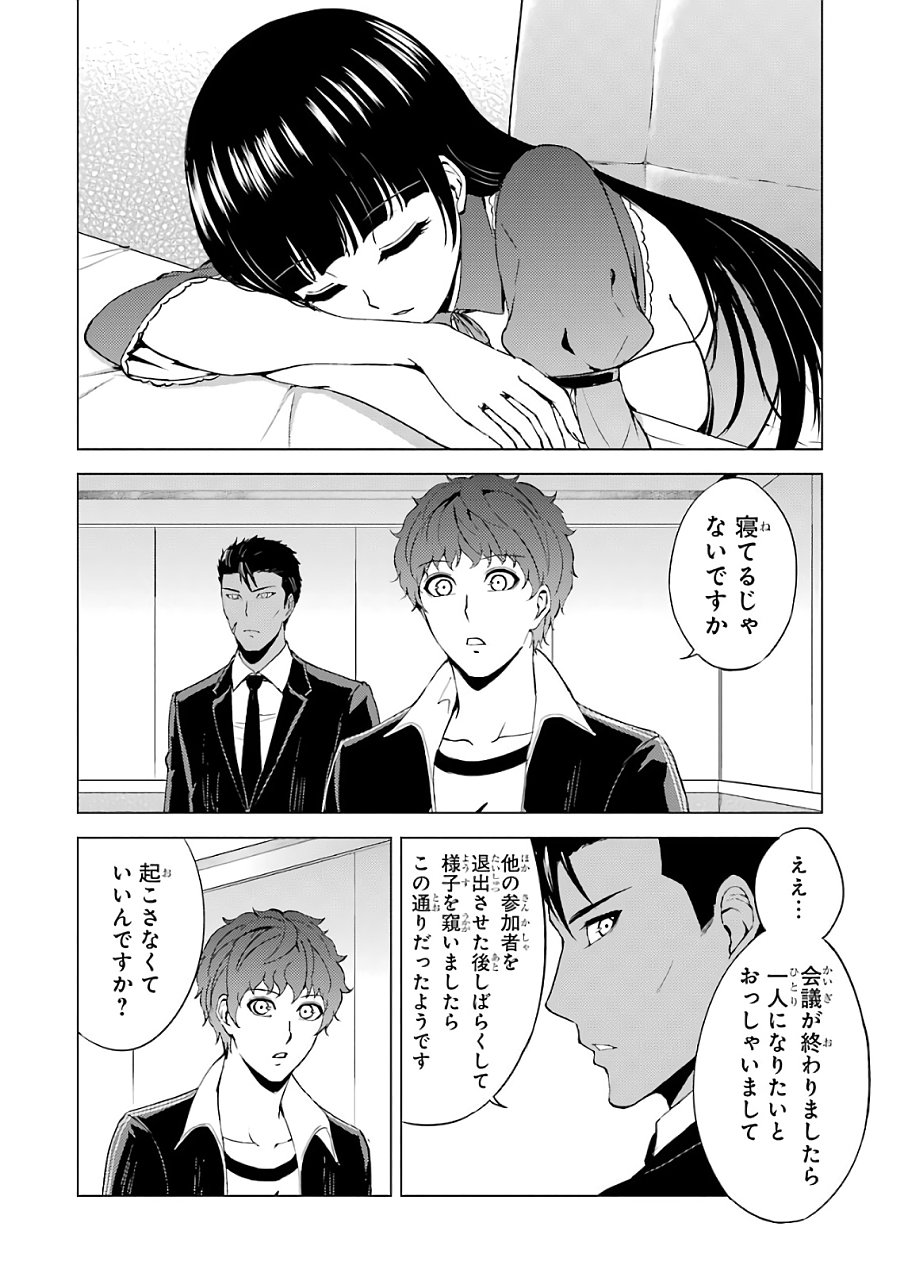 寝てるじゃ
ないですか
ええ…
会議が終わりましたら
一人になりたいと
おっしゃいまして
他の参加者を
退出させた後しばらくして
様子を窺いましたら
この通りだったようです
起こさなくて
いいんですか?